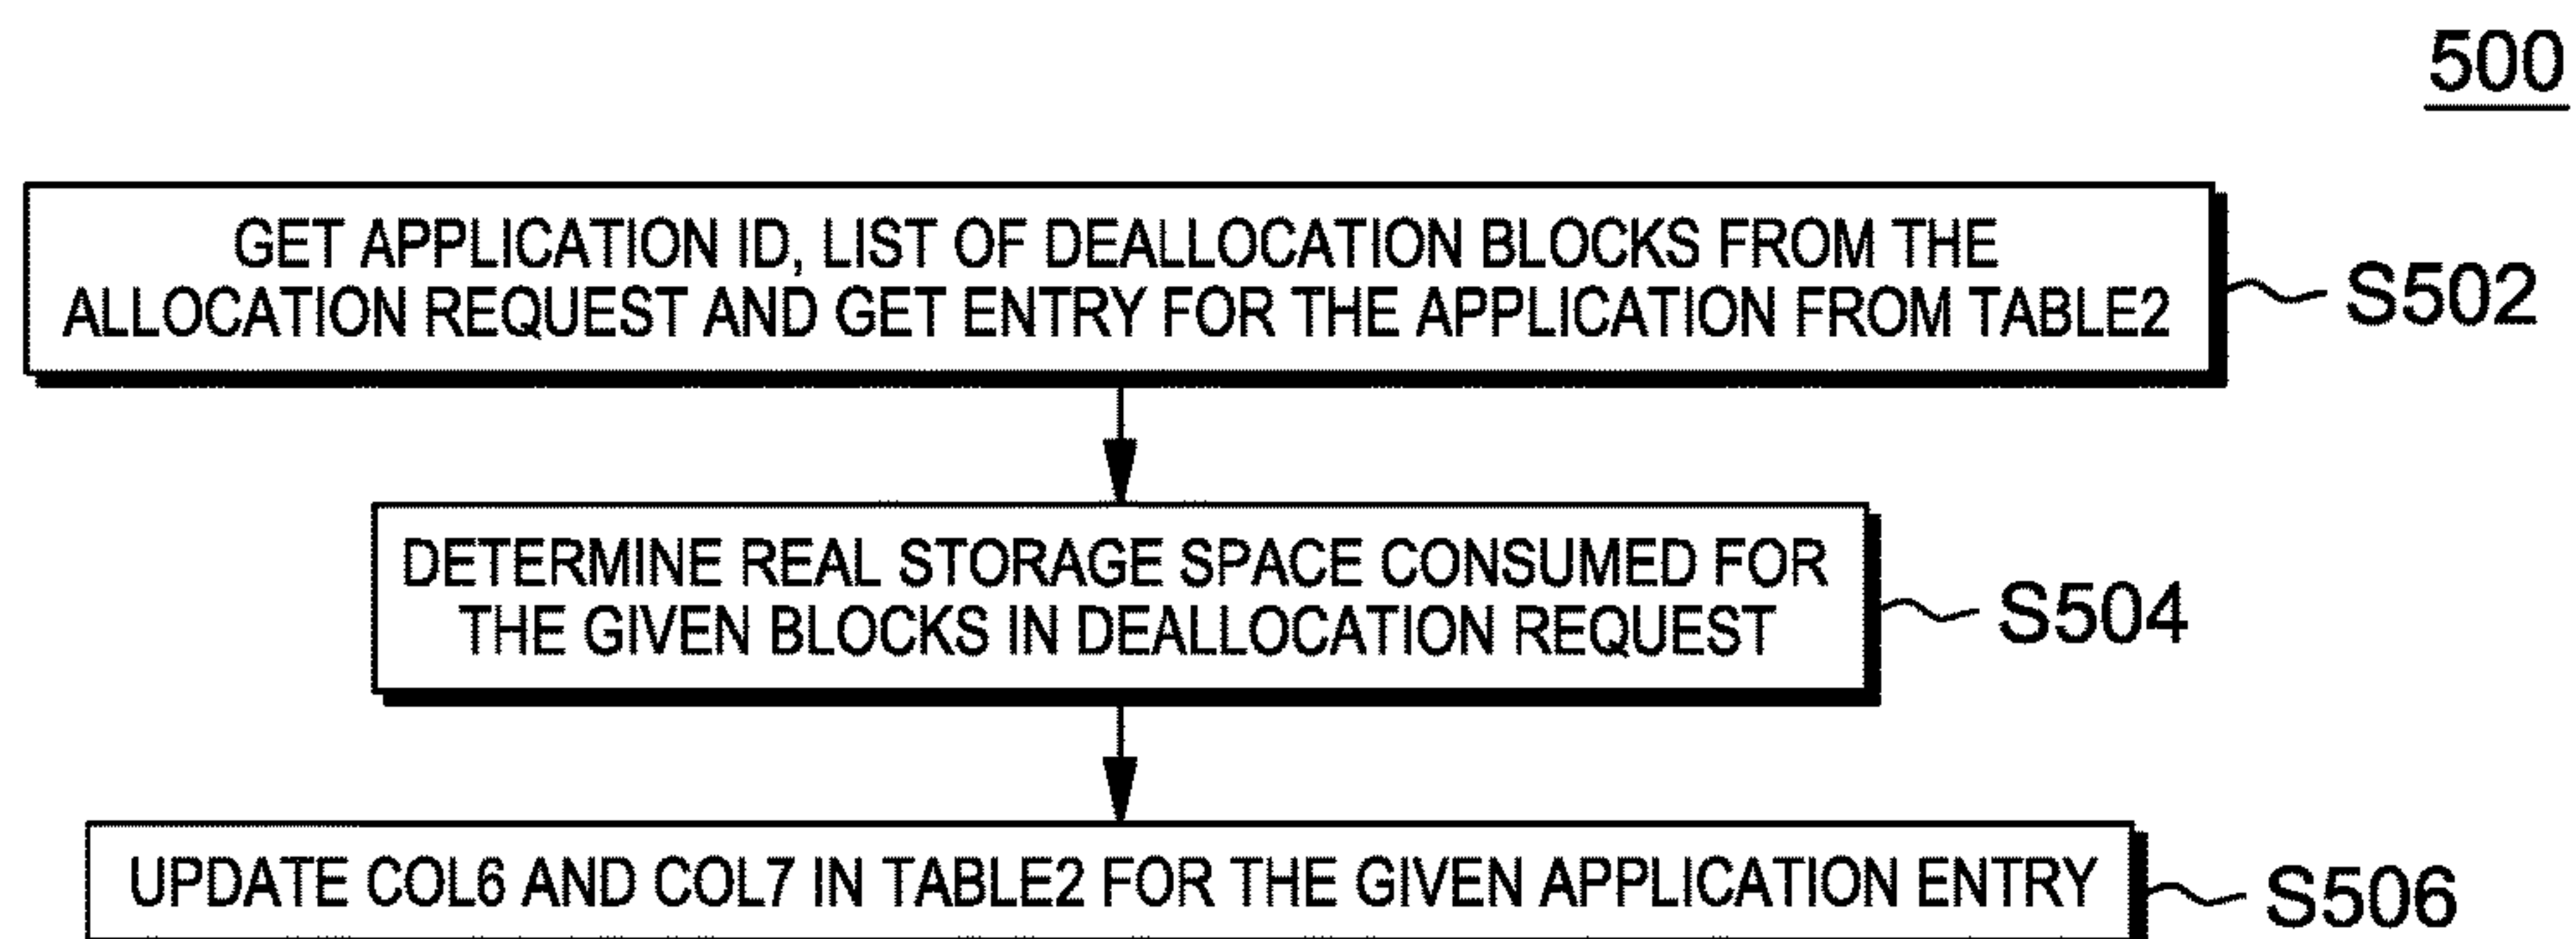 500
GET APPLICATION ID, LIST OF DEALLOCATION BLOCKS FROM THE
ALLOCATION REQUEST AND GET ENTRY FOR THE APPLICATION FROM TABLE2
S502
DETERMINE REAL STORAGE SPACE CONSUMED FOR
THE GIVEN BLOCKS IN DEALLOCATION REQUEST
S504
UPDATE COL6 AND COL7 IN TABLE2 FOR THE GIVEN APPLICATION ENTRY
S506